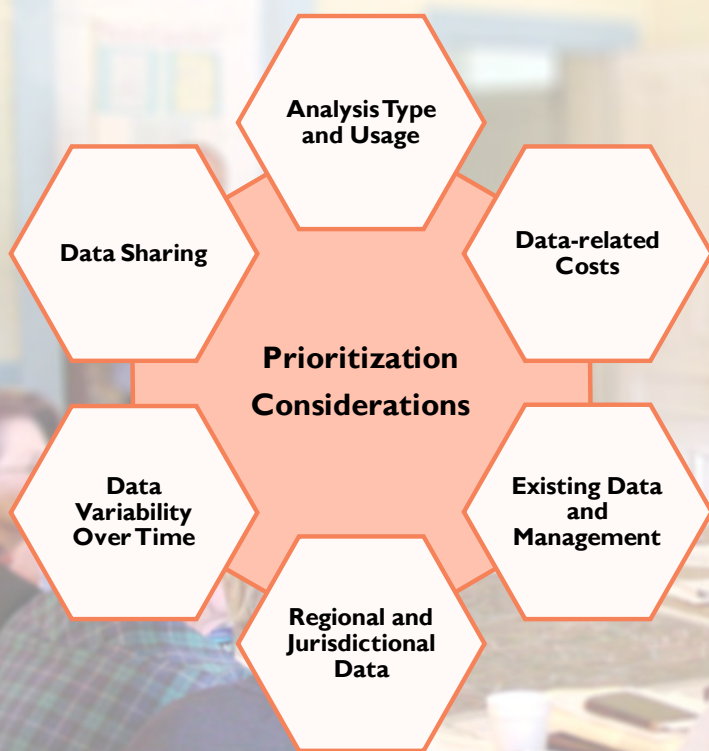 Analysis Type
and Usage
Data Sharing
Data-related
Costs
Prioritization
Considerations
Data
Variability
Over Time
Existing Data
and
Management
Regional and
Jurisdictional
Data